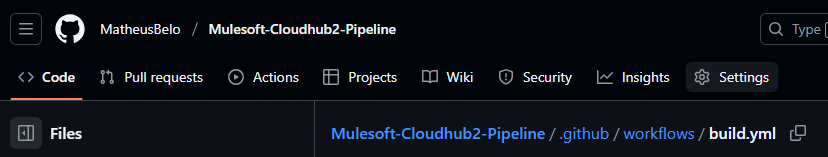 MatheusBelo / Mulesoft-Cloudhub2-Pipeline Type
Code Pull requests Actions Projects Wiki Security Insights Settings
Files Mulesoft-Cloudhub2-Pipeline / .github / workflows / build.yml